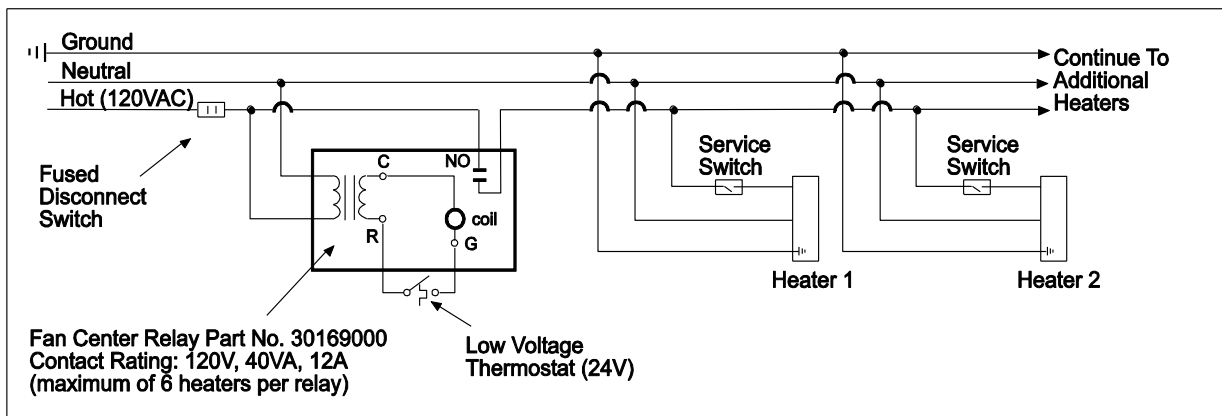 Ground
Neutral
Hot (120VAC)
Continue To
Additional
Heaters
Fused
Disconnect
Switch
C
NO
coil
R
G
Service
Switch
Service
Switch
Heater 1
Heater 2
Fan Center Relay Part No. 30169000
Contact Rating: 120V, 40VA, 12A
(maximum of 6 heaters per relay)
Low Voltage
Thermostat (24V)